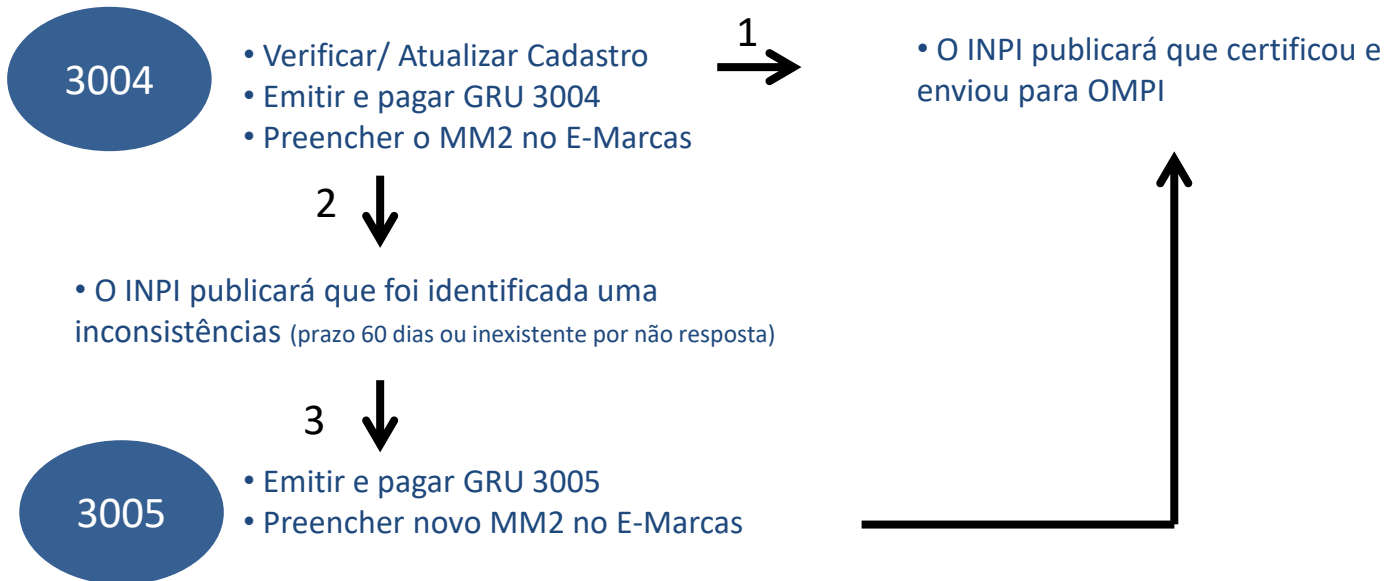 3004
• Verificar/ Atualizar Cadastro
• Emitir e pagar GRU 3004
• Preencher o MM2 no E-Marcas
1
• O INPI publicará que certificou e
enviou para OMPI
2
• O INPI publicará que foi identificada uma
inconsistências (prazo 60 dias ou inexistente por não resposta)
3
3005
• Emitir e pagar GRU 3005
• Preencher novo MM2 no E-Marcas